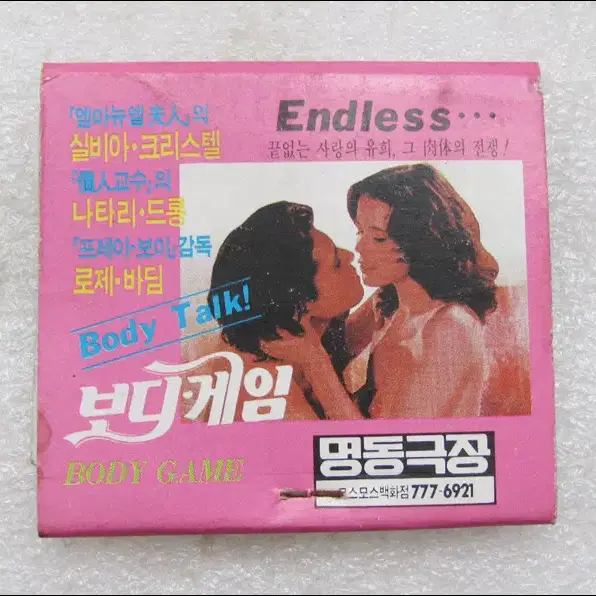 「엠마뉴엘 夫人」의
실비아·크리스텔
「個人교수」의
나타리·드롱
「프레이·보이」감독
로제·바딤
Endless...
끝없는 사랑의 유희, 그 肉体의 전쟁!
Body Talk!
보디·게임
BODY GAME
명동극장
스모스백화점 777-6921